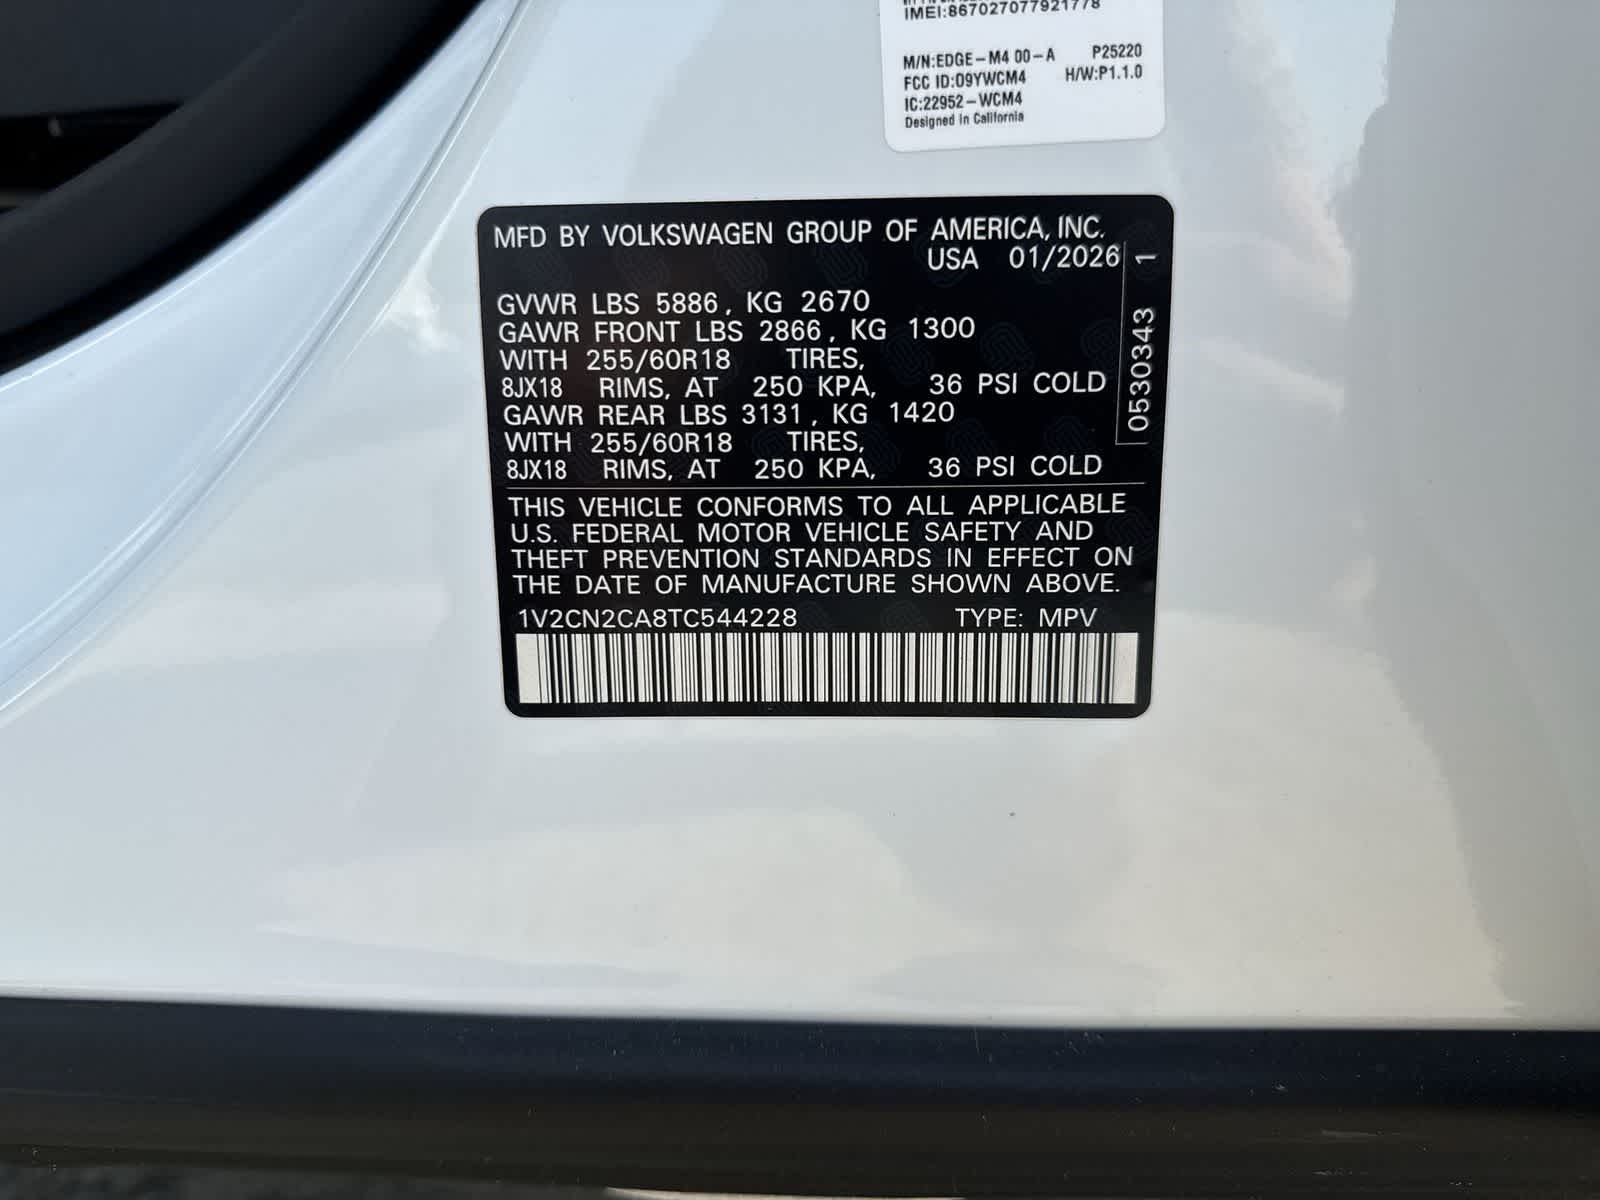 IMEI:867027077921778
M/N:EDGE-M4 00-A P25220
FCC ID:O9YWCM4 H/W:P1.1.0
IC:22952-WCM4
Designed in California
MFD BY VOLKSWAGEN GROUP OF AMERICA, INC.
USA 01/2026
GVWR LBS 5886, KG 2670
GAWR FRONT LBS 2866, KG 1300
WITH 255/60R18 TIRES,
8JX18 RIMS, AT 250 KPA, 36 PSI COLD
GAWR REAR LBS 3131, KG 1420
WITH 255/60R18 TIRES,
8JX18 RIMS, AT 250 KPA, 36 PSI COLD
0530343 1
THIS VEHICLE CONFORMS TO ALL APPLICABLE
U.S. FEDERAL MOTOR VEHICLE SAFETY AND
THEFT PREVENTION STANDARDS IN EFFECT ON
THE DATE OF MANUFACTURE SHOWN ABOVE.
1V2CN2CA8TC544228 TYPE: MPV